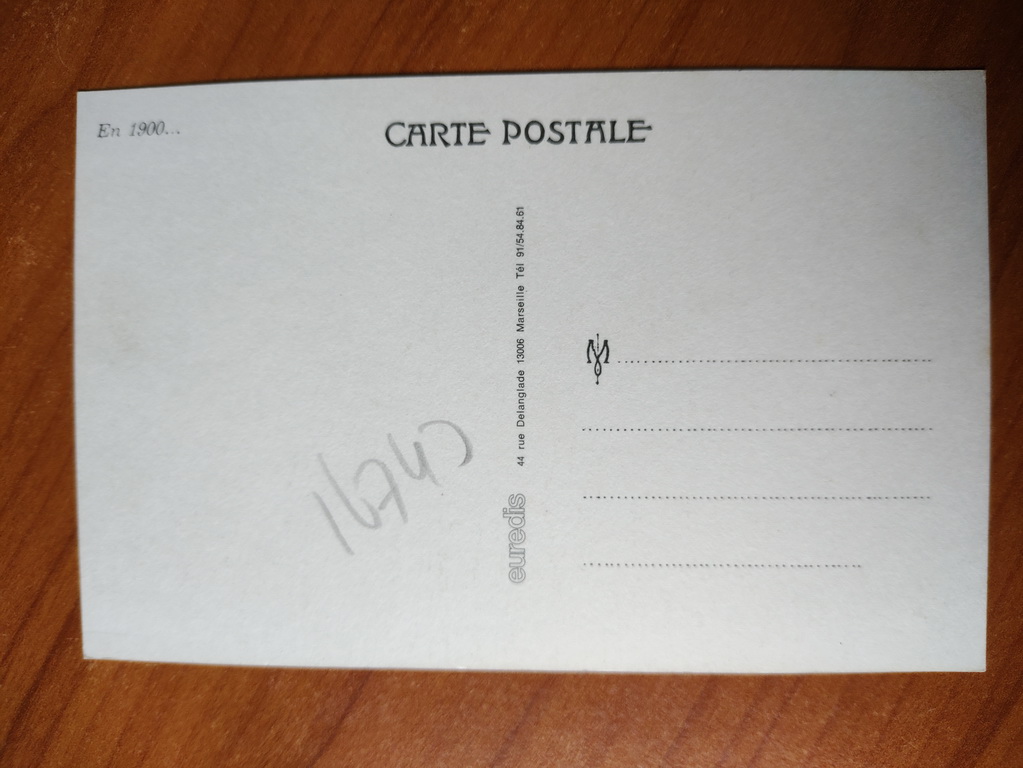 En 1900...
CARTE POSTALE
euredis 44 rue Delanglade 13006 Marseille Tél 91/54.84.61
M